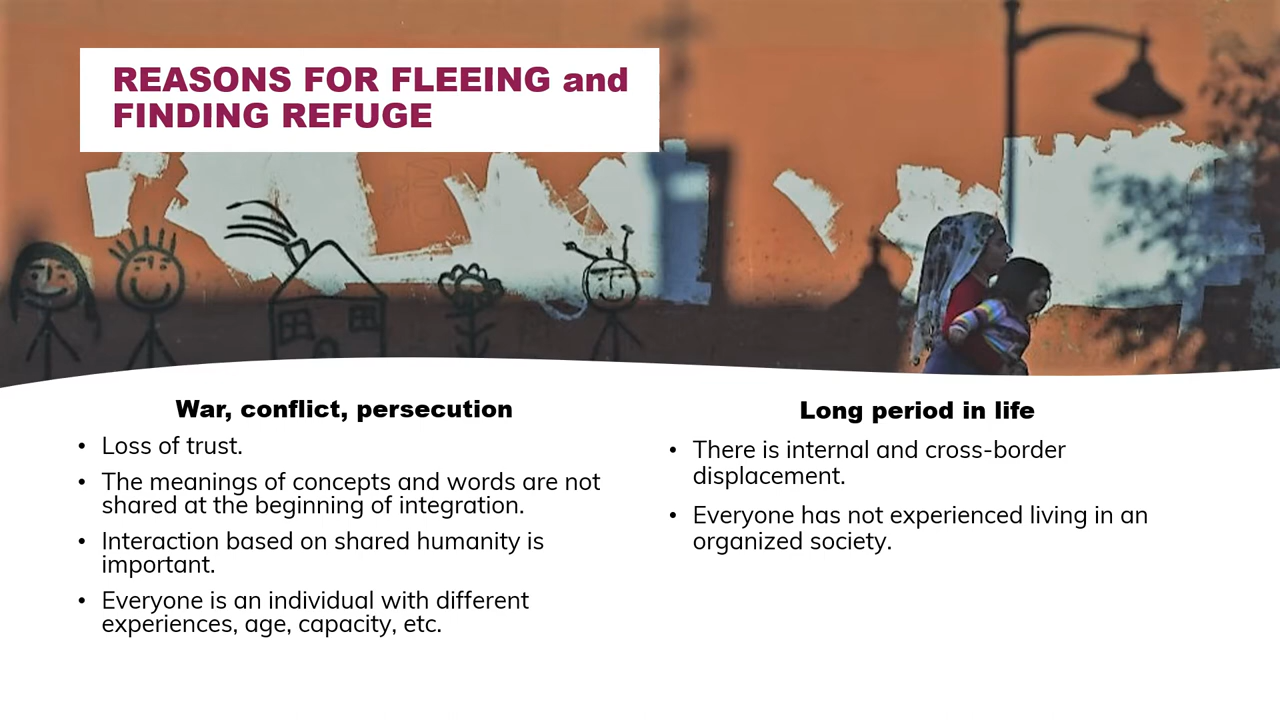 REASONS FOR FLEEING and
FINDING REFUGE
War, conflict, persecution
• Loss of trust.
• The meanings of concepts and words are not
shared at the beginning of integration.
• Interaction based on shared humanity is
important.
• Everyone is an individual with different
experiences, age, capacity, etc.
Long period in life
• There is internal and cross-border
displacement.
• Everyone has not experienced living in an
organized society.